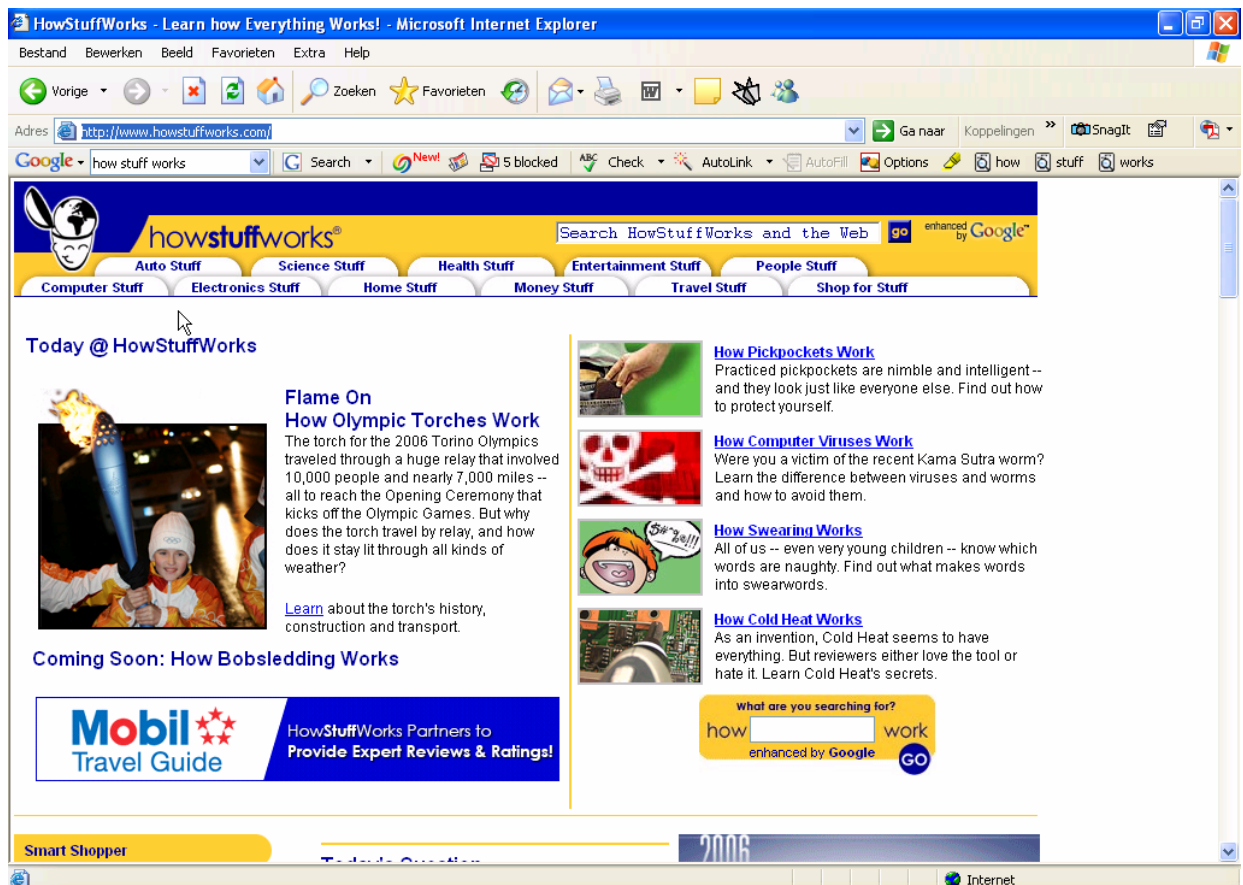 HowStuffWorks - Learn how Everything Works! - Microsoft Internet Explorer
Bestand Bewerken Beeld Favorieten Extra Help
Vorige Zoeken Favorieten
Adres http://www.howstuffworks.com/ Ga naar Koppelingen » SnagIt
Google how stuff works G Search New! 5 blocked ABC Check AutoLink AutoFill Options how stuff works
howstuffworks® Search HowStuffWorks and the Web go enhanced by Google™
Auto Stuff Science Stuff Health Stuff Entertainment Stuff People Stuff
Computer Stuff Electronics Stuff Home Stuff Money Stuff Travel Stuff Shop for Stuff
Today @ HowStuffWorks
Flame On
How Olympic Torches Work
The torch for the 2006 Torino Olympics
traveled through a huge relay that involved
10,000 people and nearly 7,000 miles --
all to reach the Opening Ceremony that
kicks off the Olympic Games. But why
does the torch travel by relay, and how
does it stay lit through all kinds of
weather?
Learn about the torch's history,
construction and transport.
Coming Soon: How Bobsledding Works
Mobil
Travel Guide
HowStuffWorks Partners to
Provide Expert Reviews & Ratings!
How Pickpockets Work
Practiced pickpockets are nimble and intelligent --
and they look just like everyone else. Find out how
to protect yourself.
How Computer Viruses Work
Were you a victim of the recent Kama Sutra worm?
Learn the difference between viruses and worms
and how to avoid them.
How Swearing Works
All of us -- even very young children -- know which
words are naughty. Find out what makes words
into swearwords.
How Cold Heat Works
As an invention, Cold Heat seems to have
everything. But reviewers either love the tool or
hate it. Learn Cold Heat's secrets.
What are you searching for?
how work
enhanced by Google
GO
Smart Shopper
Today's Question
2006
Internet